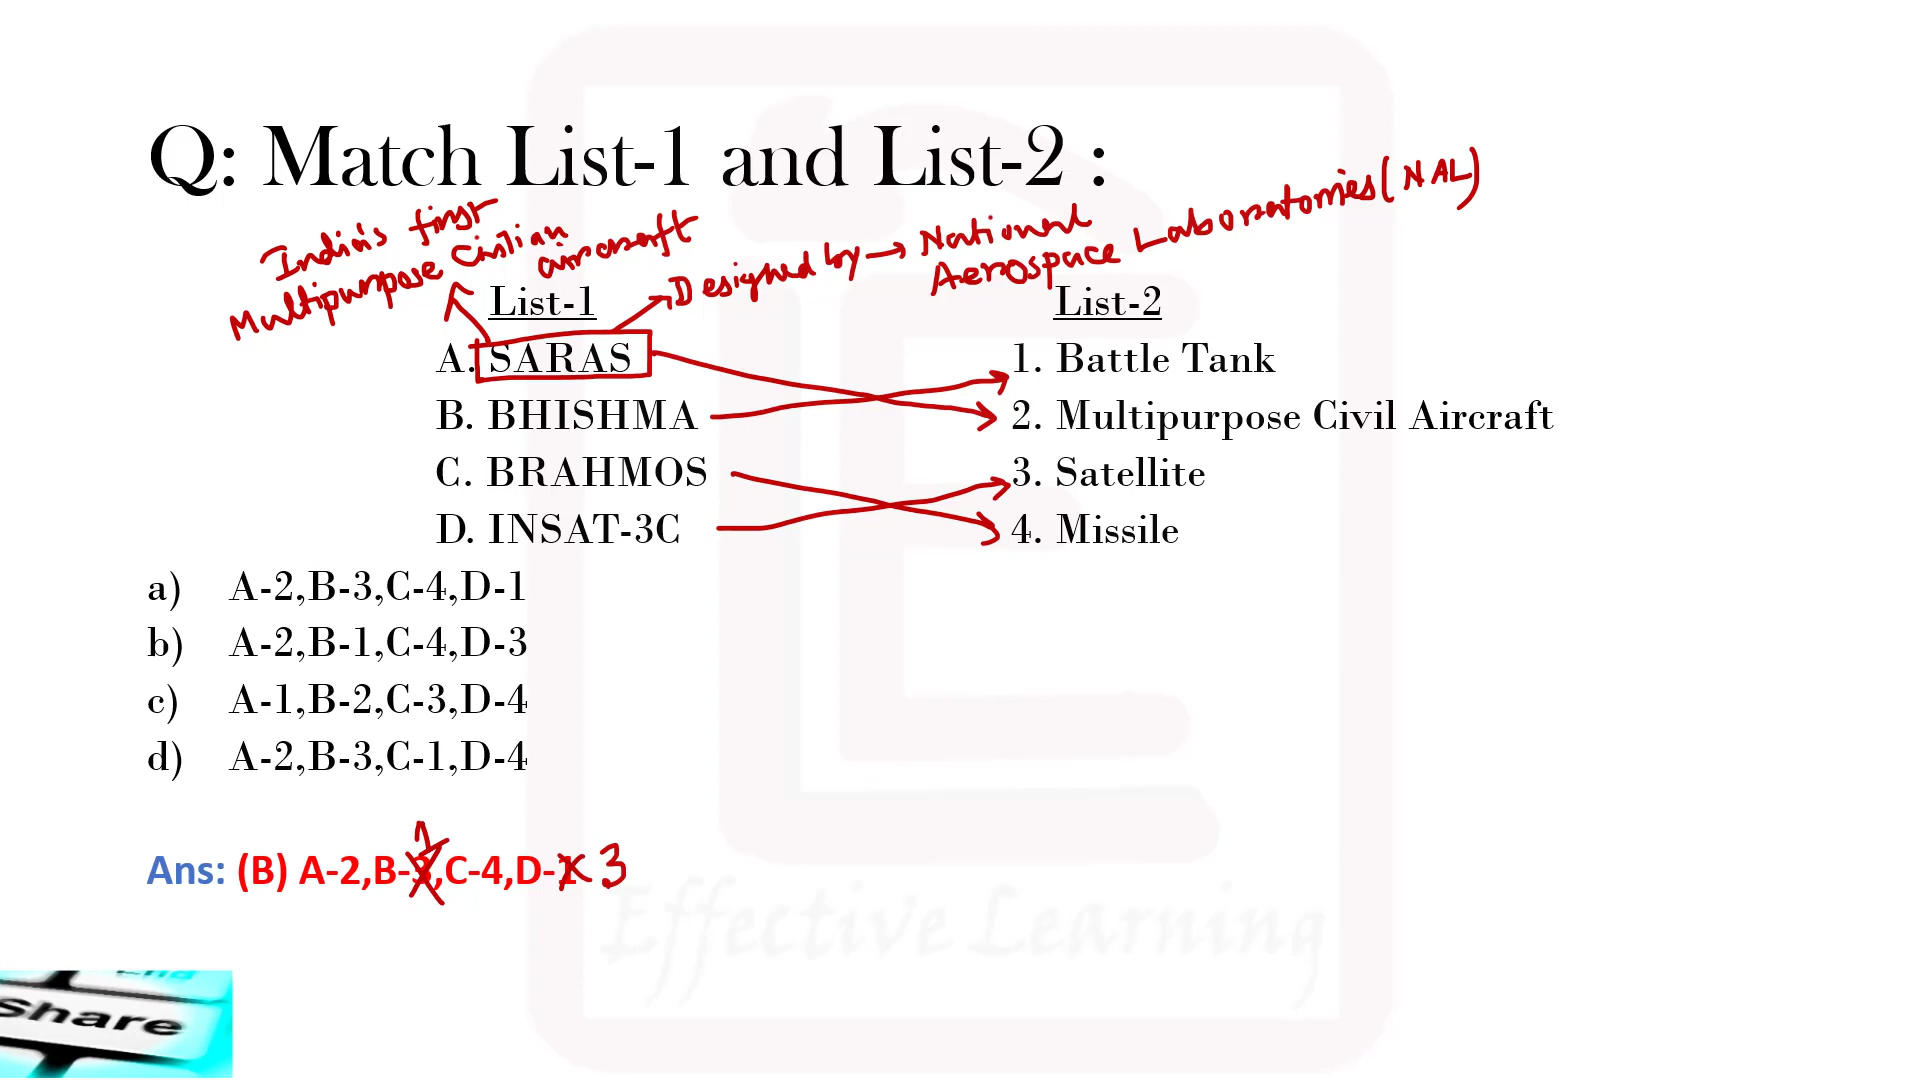 Q: Match List-1 and List-2 :
India's first
Multipurpose Civilian
aircraft
Designed by → National
Aerospace Laboratories (NAL)
List-1 List-2
A. SARAS 1. Battle Tank
B. BHISHMA 2. Multipurpose Civil Aircraft
C. BRAHMOS 3. Satellite
D. INSAT-3C 4. Missile
a) A-2,B-3,C-4,D-1
b) A-2,B-1,C-4,D-3
c) A-1,B-2,C-3,D-4
d) A-2,B-3,C-1,D-4
1
Ans: (B) A-2,B-3,C-4,D-1 3
Effective Learning
End
Share